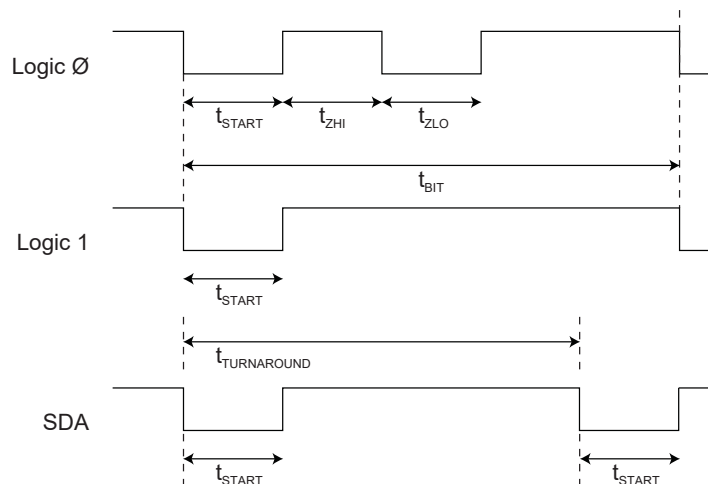 Logic Ø
tSTART tZHI tZLO
tBIT
Logic 1
tSTART
tTURNAROUND
SDA
tSTART tSTART